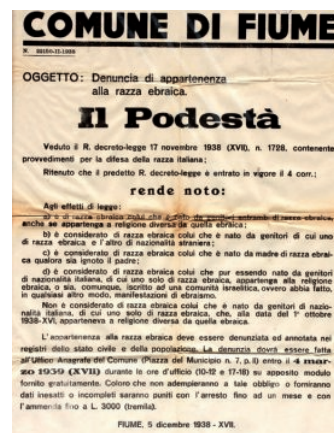 COMUNE DI FIUME
OGGETTO: Denuncia di appartenenza
alla razza ebraica.
Il Podestà
Veduto il R. decreto-legge 17 novembre 1938 (XVII), n. 1728, contenente
provvedimenti per la difesa della razza italiana;
Ritenuto che il predetto R. decreto-legge è entrato in vigore il 4 corr.;
rende noto:
Agli effetti di legge:
a) è di razza ebraica colui che è nato da genitori entrambi di razza ebraica,
anche se appartenga a religione diversa da quella ebraica;
b) è considerato di razza ebraica colui che è nato da genitori di cui uno
di razza ebraica e l'altro di nazionalità straniera;
c) è considerato di razza ebraica colui che è nato da madre di razza ebrai-
ca qualora sia ignoto il padre;
d) è considerato di razza ebraica colui che pur essendo nato da genitori
di nazionalità italiana, di cui uno solo di razza ebraica, appartenga alla religione
ebraica, o sia, comunque, iscritto ad una comunità israelitica, ovvero abbia fatto,
in qualsiasi altro modo, manifestazioni di ebraismo.
Non è considerato di razza ebraica colui che è nato da genitori di nazio-
nalità italiana, di cui uno solo di razza ebraica, che, alla data del 1° ottobre
1938-XVI, apparteneva a religione diversa da quella ebraica.
L'appartenenza alla razza ebraica deve essere denunziata ed annotata nei
registri dello stato civile e della popolazione. La denunzia dovrà essere fatta
all'Ufficio Anagrafe del Comune (Piazza del Municipio n. 7, p. II) entro il 4 mar-
zo 1939 (XVII) durante le ore d'ufficio (10-12 e 17-18) su apposito modulo
fornito gratuitamente. Coloro che non adempieranno a tale obbligo o forniranno
dati inesatti o incompleti saranno puniti con l'arresto fino ad un mese e con
l'ammenda fino a L. 3000 (tremila).
FIUME, 5 dicembre 1938 - XVII.